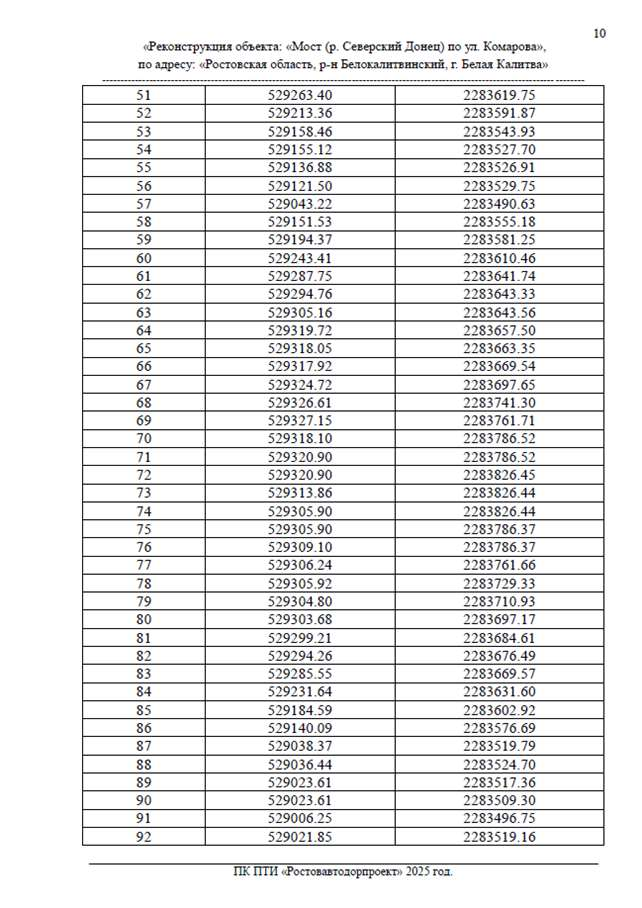 10
«Реконструкция объекта: «Мост (р. Северский Донец) по ул. Комарова»,
по адресу: «Ростовская область, р-н Белокалитвинский, г. Белая Калитва»
51 529263.40 2283619.75
52 529213.36 2283591.87
53 529158.46 2283543.93
54 529155.12 2283527.70
55 529136.88 2283526.91
56 529121.50 2283529.75
57 529043.22 2283490.63
58 529151.53 2283555.18
59 529194.37 2283581.25
60 529243.41 2283610.46
61 529287.75 2283641.74
62 529294.76 2283643.33
63 529305.16 2283643.56
64 529319.72 2283657.50
65 529318.05 2283663.35
66 529317.92 2283669.54
67 529324.72 2283697.65
68 529326.61 2283741.30
69 529327.15 2283761.71
70 529318.10 2283786.52
71 529320.90 2283786.52
72 529320.90 2283826.45
73 529313.86 2283826.44
74 529305.90 2283826.44
75 529305.90 2283786.37
76 529309.10 2283786.37
77 529306.24 2283761.66
78 529305.92 2283729.33
79 529304.80 2283710.93
80 529303.68 2283697.17
81 529299.21 2283684.61
82 529294.26 2283676.49
83 529285.55 2283669.57
84 529231.64 2283631.60
85 529184.59 2283602.92
86 529140.09 2283576.69
87 529038.37 2283519.79
88 529036.44 2283524.70
89 529023.61 2283517.36
90 529023.61 2283509.30
91 529006.25 2283496.75
92 529021.85 2283519.16
ПК ПТИ «Ростовавтодорпроект» 2025 год.